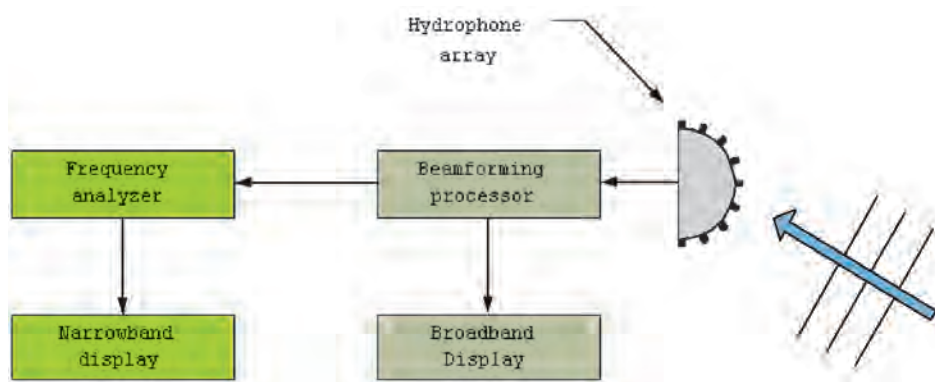 Hydrophone
array
Frequency
analyzer
Beamforming
processor
Narrowband
display
Broadband
Display